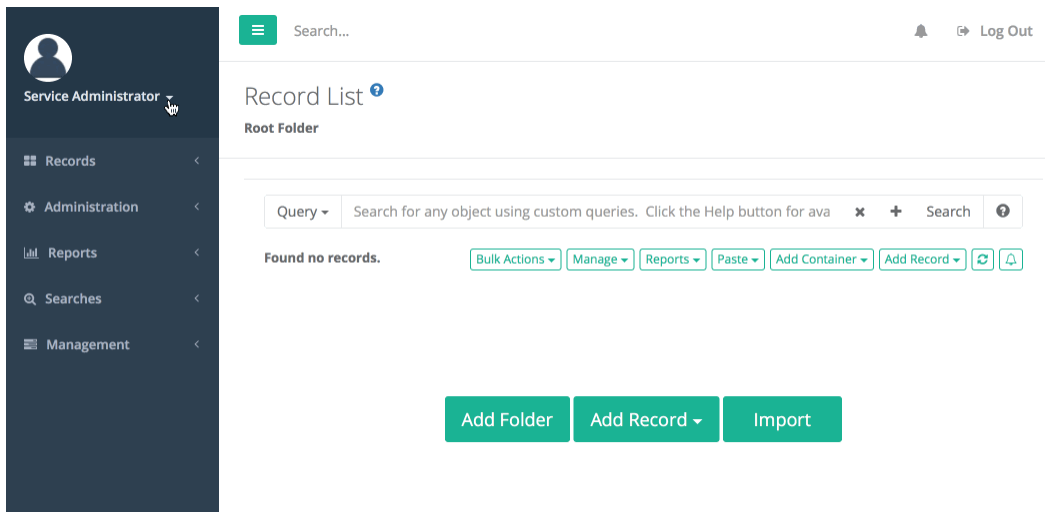 Search...
Log Out
Service Administrator
Records
Administration
Reports
Searches
Management
Record List
Root Folder
Query Search for any object using custom queries. Click the Help button for ava Search
Found no records. Bulk Actions Manage Reports Paste Add Container Add Record
Add Folder Add Record Import